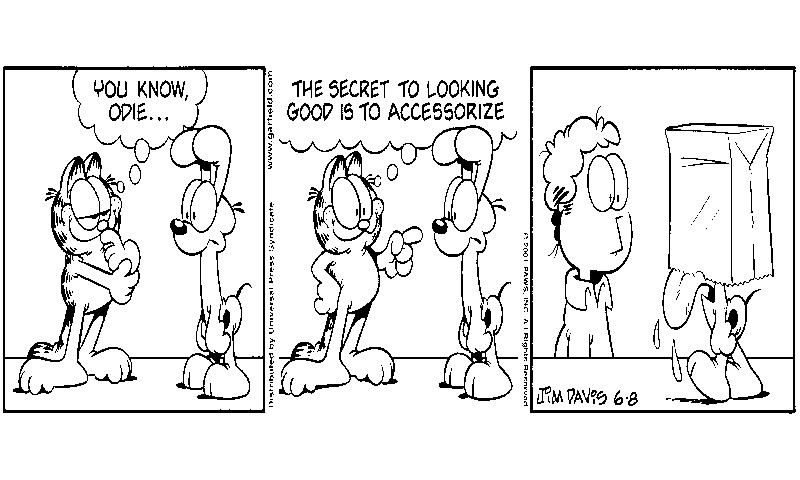 YOU KNOW,
ODIE...
www.garfield.com
Distributed by Universal Press Syndicate
THE SECRET TO LOOKING
GOOD IS TO ACCESSORIZE
© 2001 PAWS, INC. All Rights Reserved
JIM DAVIS 6-8